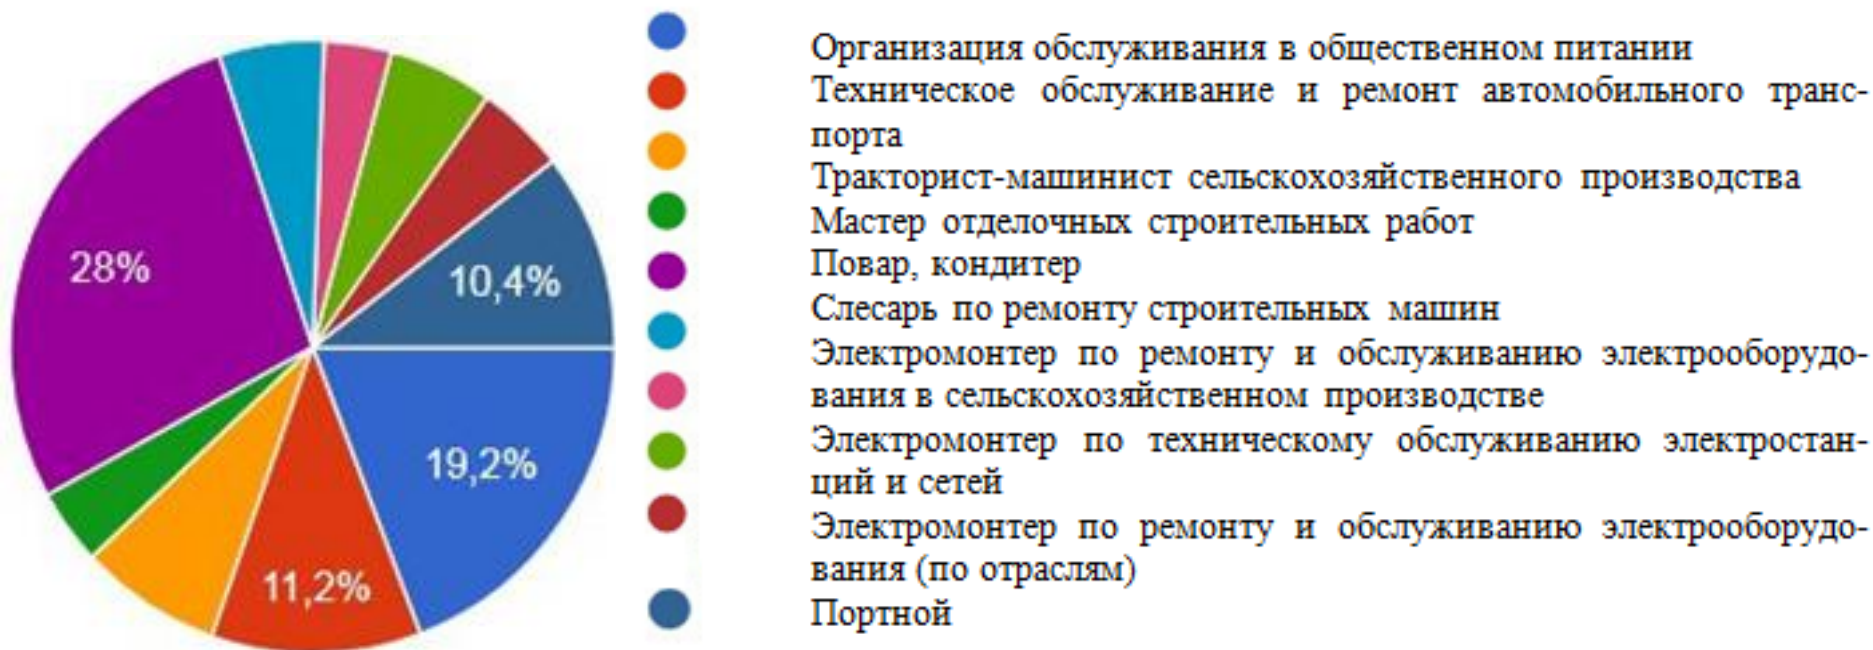 28%
10,4%
19,2%
11,2%
Организация обслуживания в общественном питании
Техническое обслуживание и ремонт автомобильного транс-
порта
Тракторист-машинист сельскохозяйственного производства
Мастер отделочных строительных работ
Повар, кондитер
Слесарь по ремонту строительных машин
Электромонтер по ремонту и обслуживанию электрооборудо-
вания в сельскохозяйственном производстве
Электромонтер по техническому обслуживанию электростан-
ций и сетей
Электромонтер по ремонту и обслуживанию электрооборудо-
вания (по отраслям)
Портной